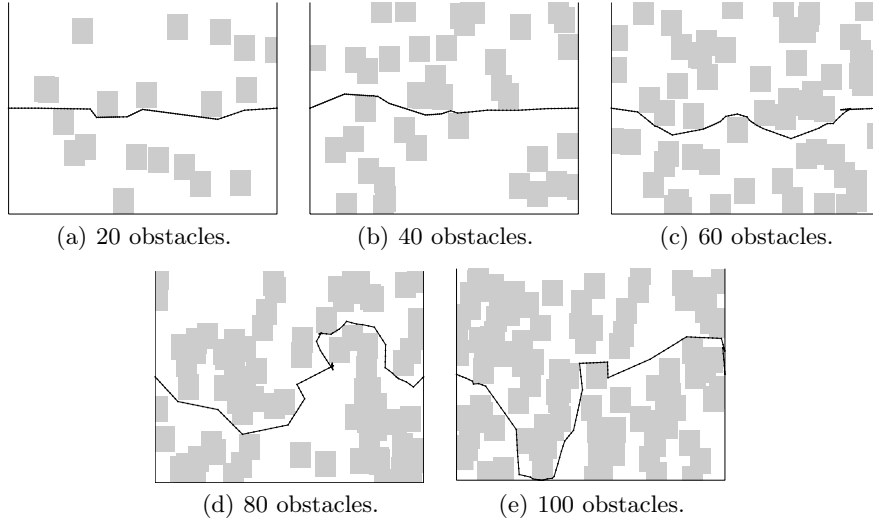 (a) 20 obstacles.
(b) 40 obstacles.
(c) 60 obstacles.
(d) 80 obstacles.
(e) 100 obstacles.